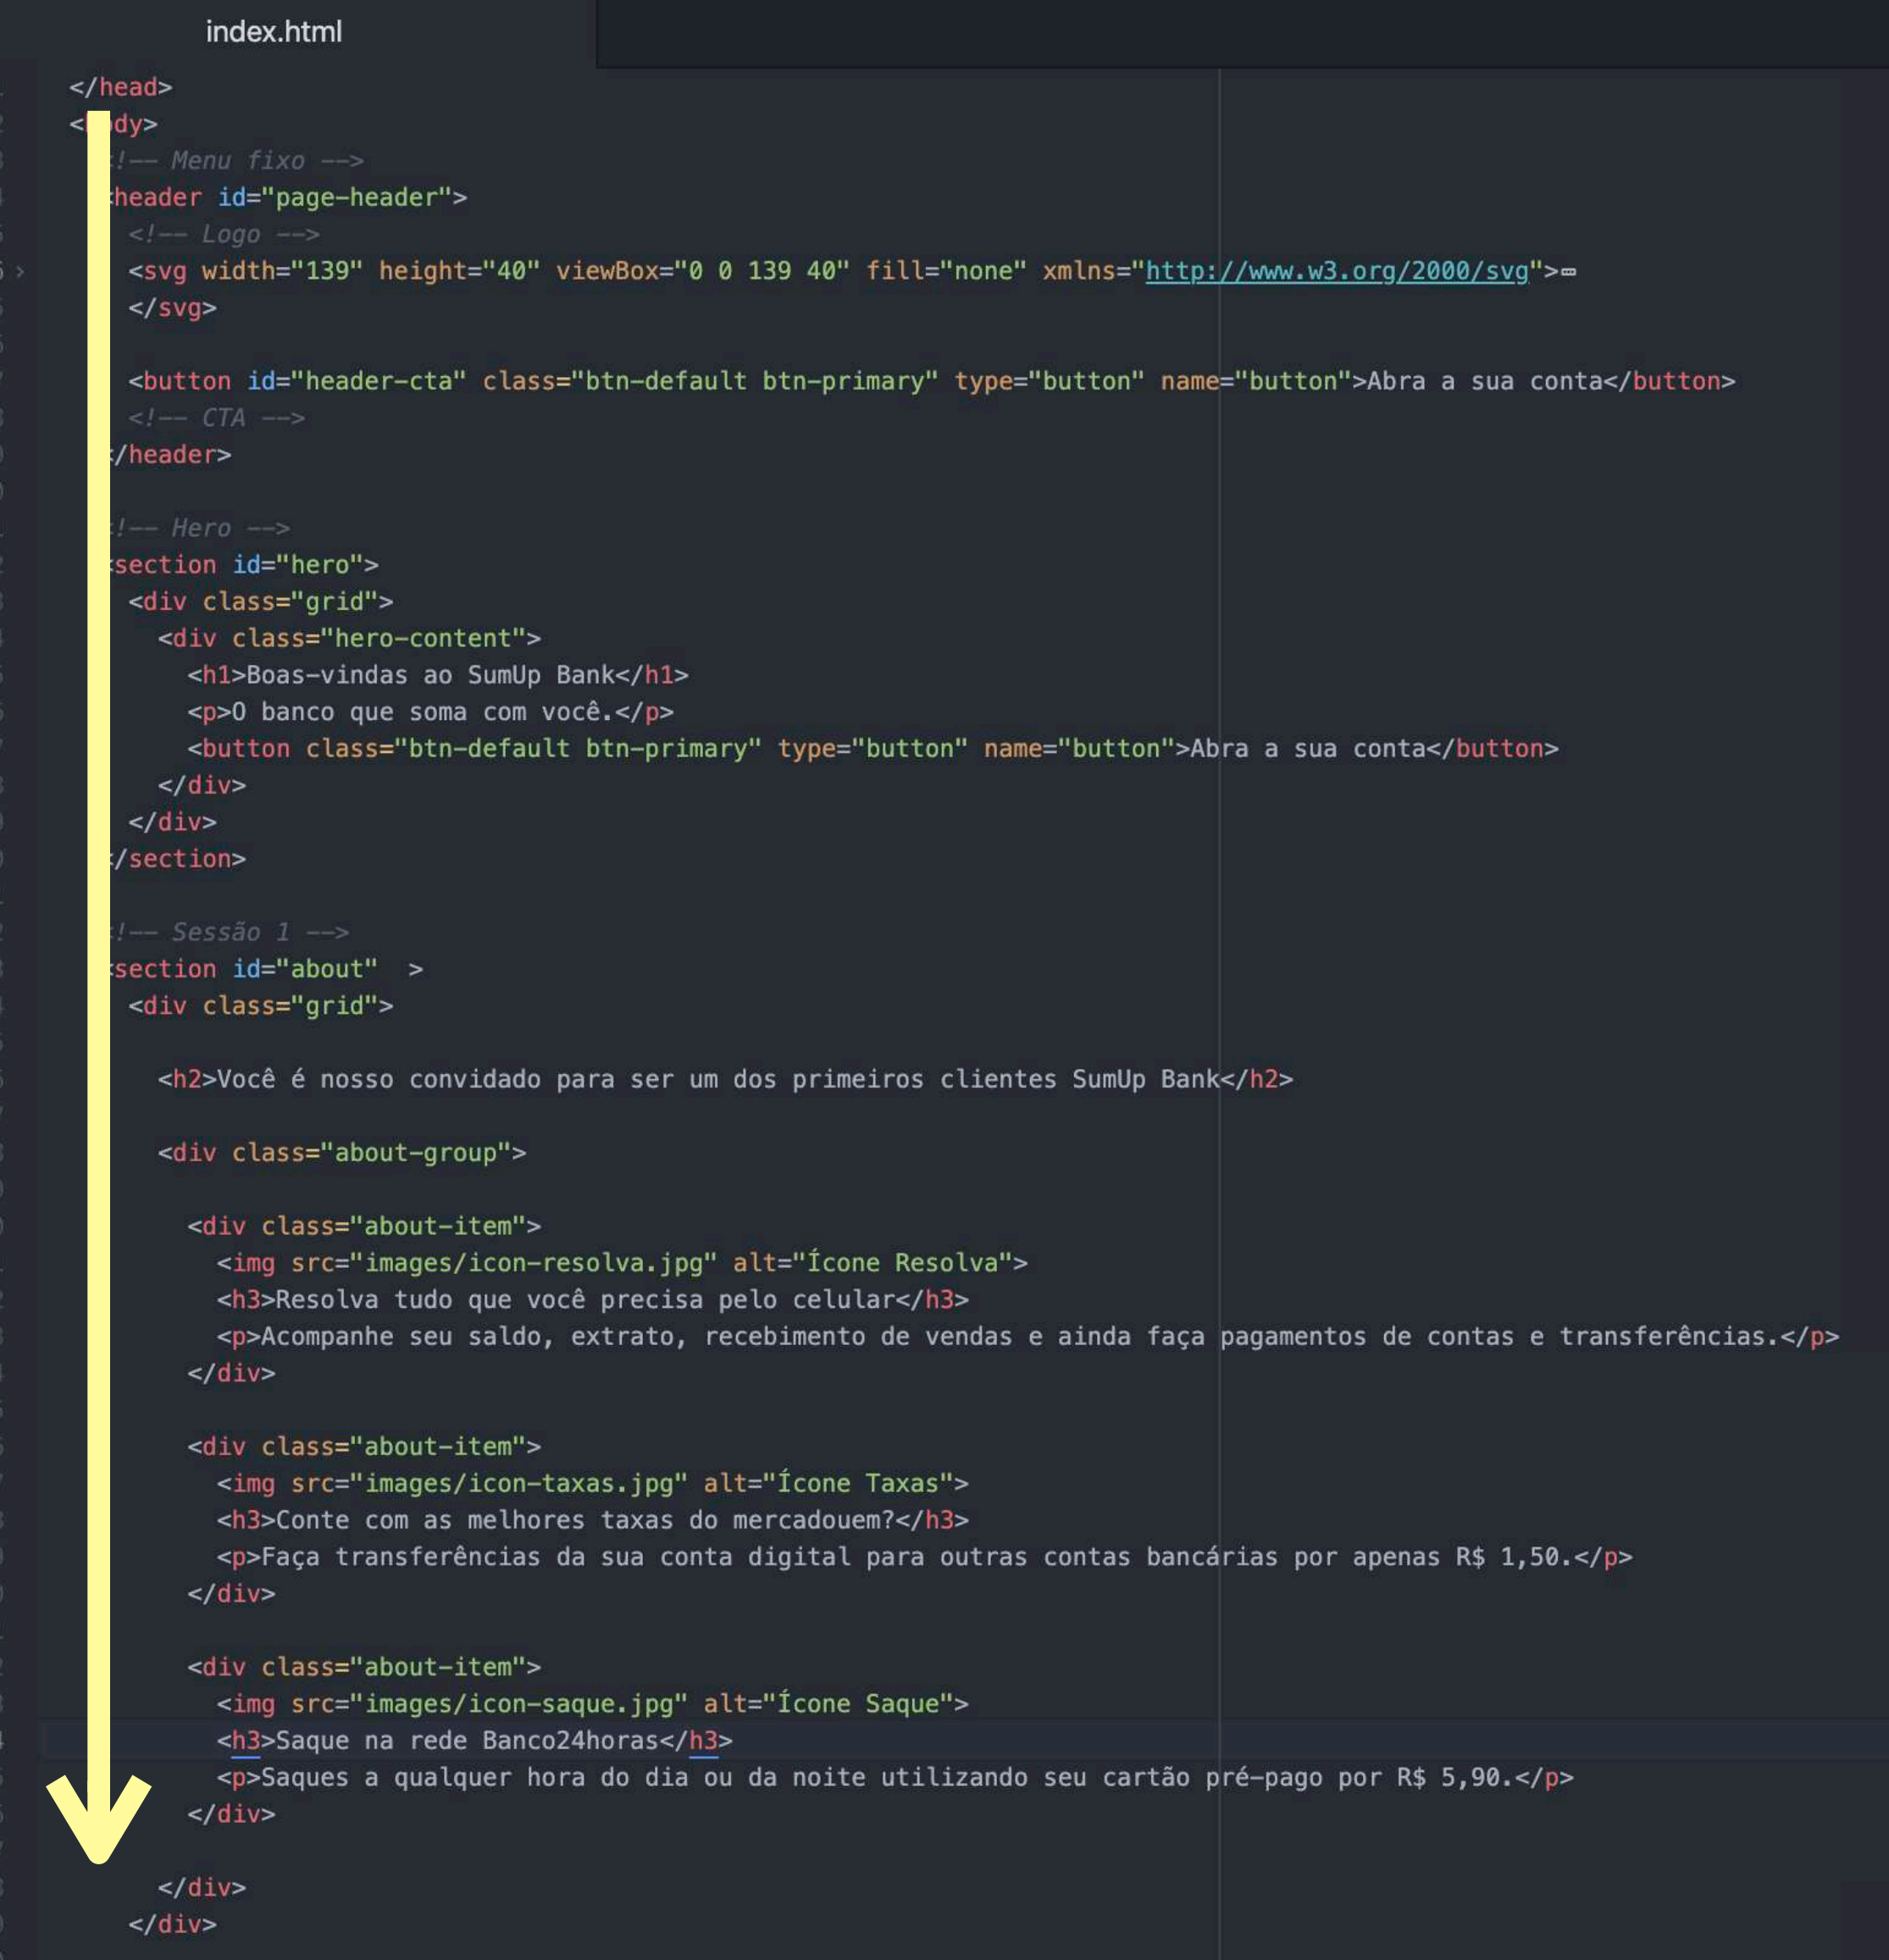 index.html
</head>
<dy>
!-- Menu fixo -->
header id="page-header">
<!-- Logo -->
<svg width="139" height="40" viewBox="0 0 139 40" fill="none" xmlns="http://www.w3.org/2000/svg">
</svg>
<button id="header-cta" class="btn-default btn-primary" type="button" name="button">Abra a sua conta</button>
<!-- CTA -->
/header>
!-- Hero -->
section id="hero">
<div class="grid">
<div class="hero-content">
<h1>Boas-vindas ao SumUp Bank</h1>
<p>O banco que soma com você.</p>
<button class="btn-default btn-primary" type="button" name="button">Abra a sua conta</button>
</div>
</div>
/section>
!-- Sessão 1 -->
section id="about"  >
<div class="grid">
<h2>Você é nosso convidado para ser um dos primeiros clientes SumUp Bank</h2>
<div class="about-group">
<div class="about-item">
<img src="images/icon-resolva.jpg" alt="Ícone Resolva">
<h3>Resolva tudo que você precisa pelo celular</h3>
<p>Acompanhe seu saldo, extrato, recebimento de vendas e ainda faça pagamentos de contas e transferências.</p>
</div>
<div class="about-item">
<img src="images/icon-taxas.jpg" alt="Ícone Taxas">
<h3>Conte com as melhores taxas do mercadouem?</h3>
<p>Faça transferências da sua conta digital para outras contas bancárias por apenas R$ 1,50.</p>
</div>
<div class="about-item">
<img src="images/icon-saque.jpg" alt="Ícone Saque">
<h3>Saque na rede Banco24horas</h3>
<p>Saques a qualquer hora do dia ou da noite utilizando seu cartão pré-pago por R$ 5,90.</p>
</div>
</div>
</div>